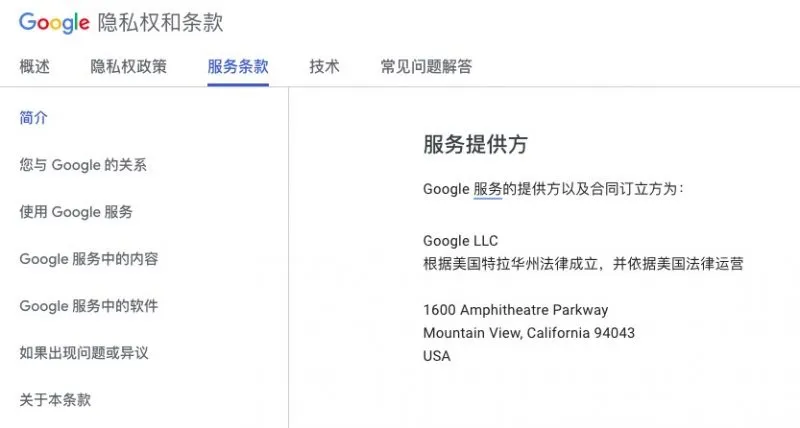 Google 隐私权和条款
概述 隐私权政策 服务条款 技术 常见问题解答
简介
您与 Google 的关系
使用 Google 服务
Google 服务中的内容
Google 服务中的软件
如果出现问题或异议
关于本条款
服务提供方
Google 服务的提供方以及合同订立方为：
Google LLC
根据美国特拉华州法律成立，并依据美国法律运营
1600 Amphitheatre Parkway
Mountain View, California 94043
USA